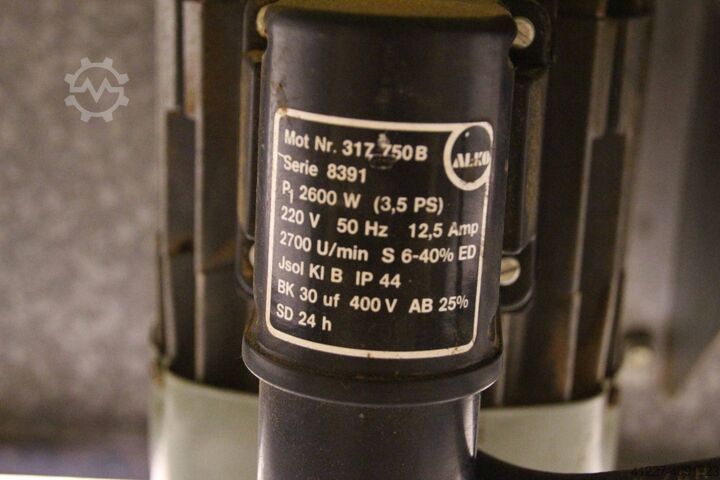 Mot Nr. 317 750B
AL-KO
Serie 8391
P1 2600 W (3,5 PS)
220 V 50 Hz 12,5 Amp
2700 U/min S 6-40% ED
Jsol Kl B IP 44
BK 30 uf 400 V AB 25%
SD 24 h